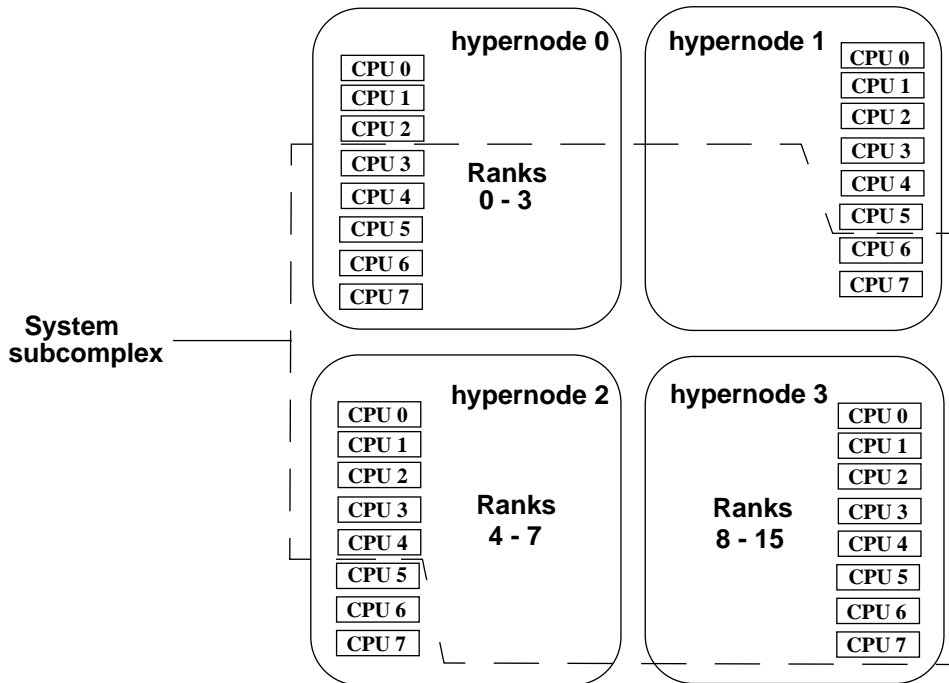 hypernode 0
CPU 0
CPU 1
CPU 2
CPU 3
CPU 4
CPU 5
CPU 6
CPU 7
Ranks
0 - 3
hypernode 1
CPU 0
CPU 1
CPU 2
CPU 3
CPU 4
CPU 5
CPU 6
CPU 7
System
subcomplex
hypernode 2
CPU 0
CPU 1
CPU 2
CPU 3
CPU 4
CPU 5
CPU 6
CPU 7
Ranks
4 - 7
hypernode 3
Ranks
8 - 15
CPU 0
CPU 1
CPU 2
CPU 3
CPU 4
CPU 5
CPU 6
CPU 7